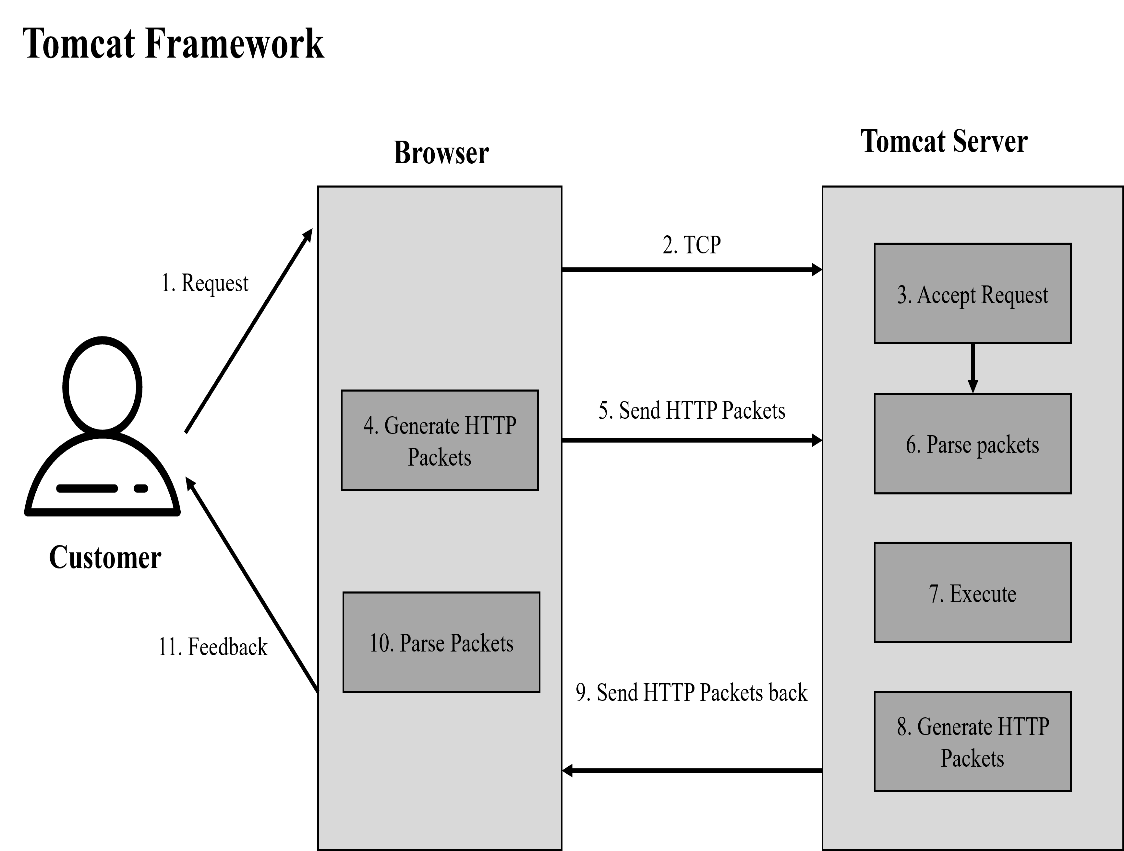 Tomcat Framework
Browser
Tomcat Server
2. TCP
1. Request
3. Accept Request
4. Generate HTTP
Packets
5. Send HTTP Packets
6. Parse packets
Customer
7. Execute
11. Feedback
10. Parse Packets
9. Send HTTP Packets back
8. Generate HTTP
Packets